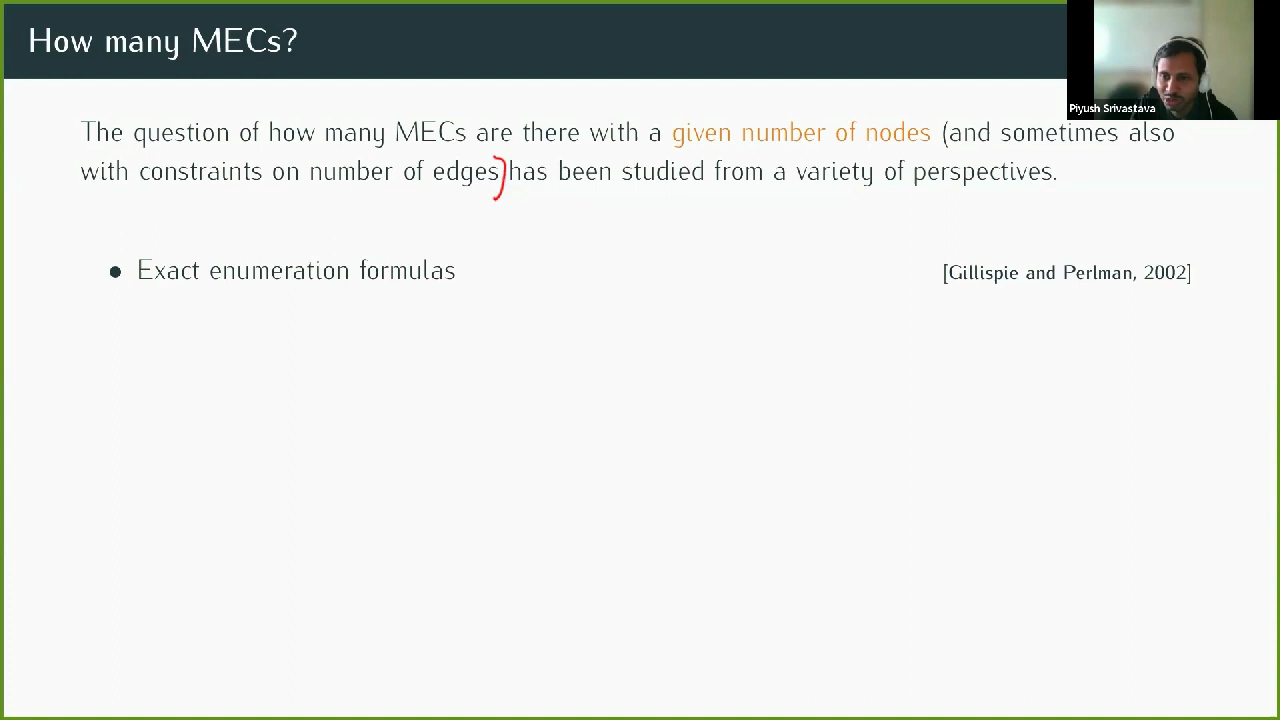 How many MECs?
Piyush Srivastava
The question of how many MECs are there with a given number of nodes (and sometimes also
with constraints on number of edges) has been studied from a variety of perspectives.
• Exact enumeration formulas [Gillispie and Perlman, 2002]